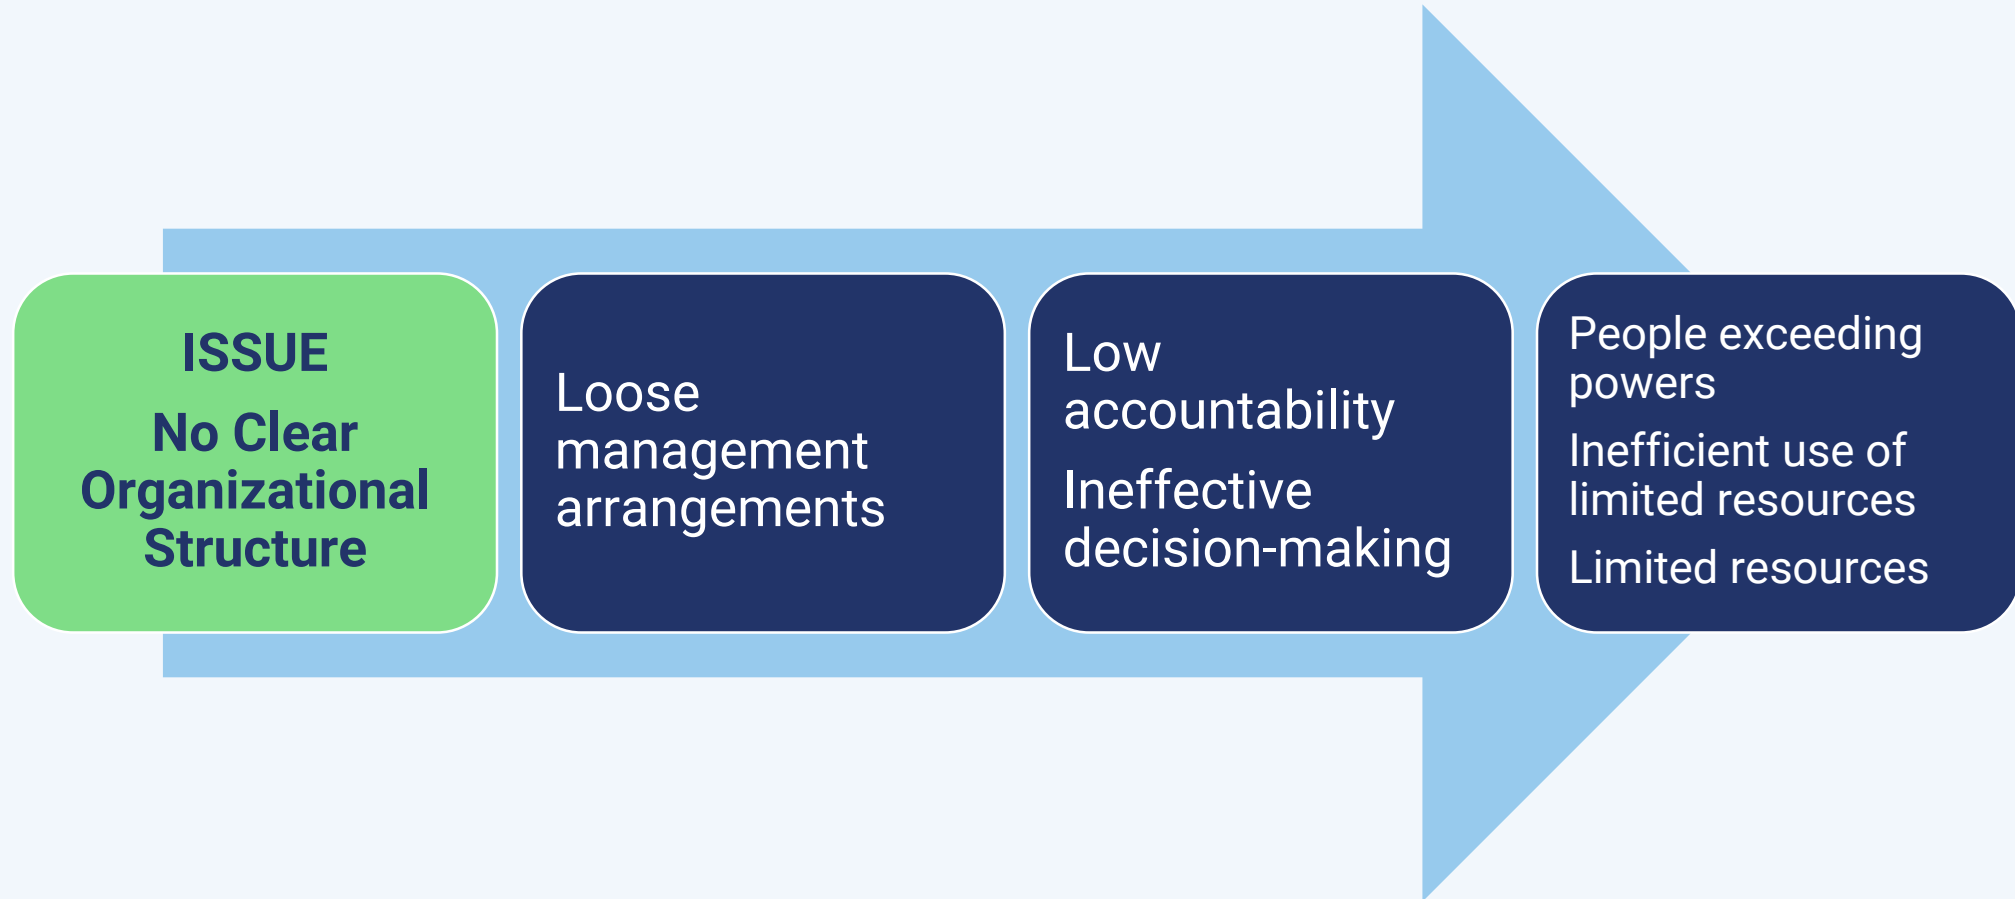 ISSUE
No Clear
Organizational
Structure
Loose
management
arrangements
Low
accountability
Ineffective
decision-making
People exceeding
powers
Inefficient use of
limited resources
Limited resources